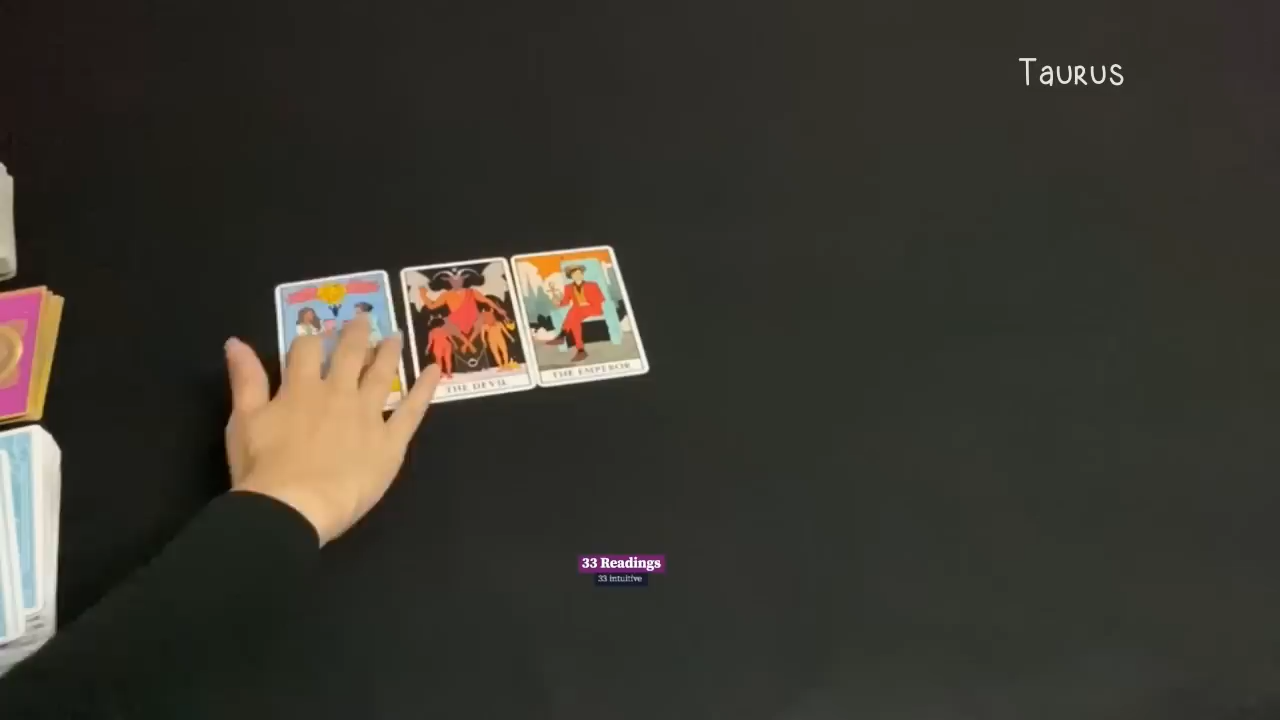 Taurus
THE DEVIL
THE EMPEROR
33 Readings
33 intuitive